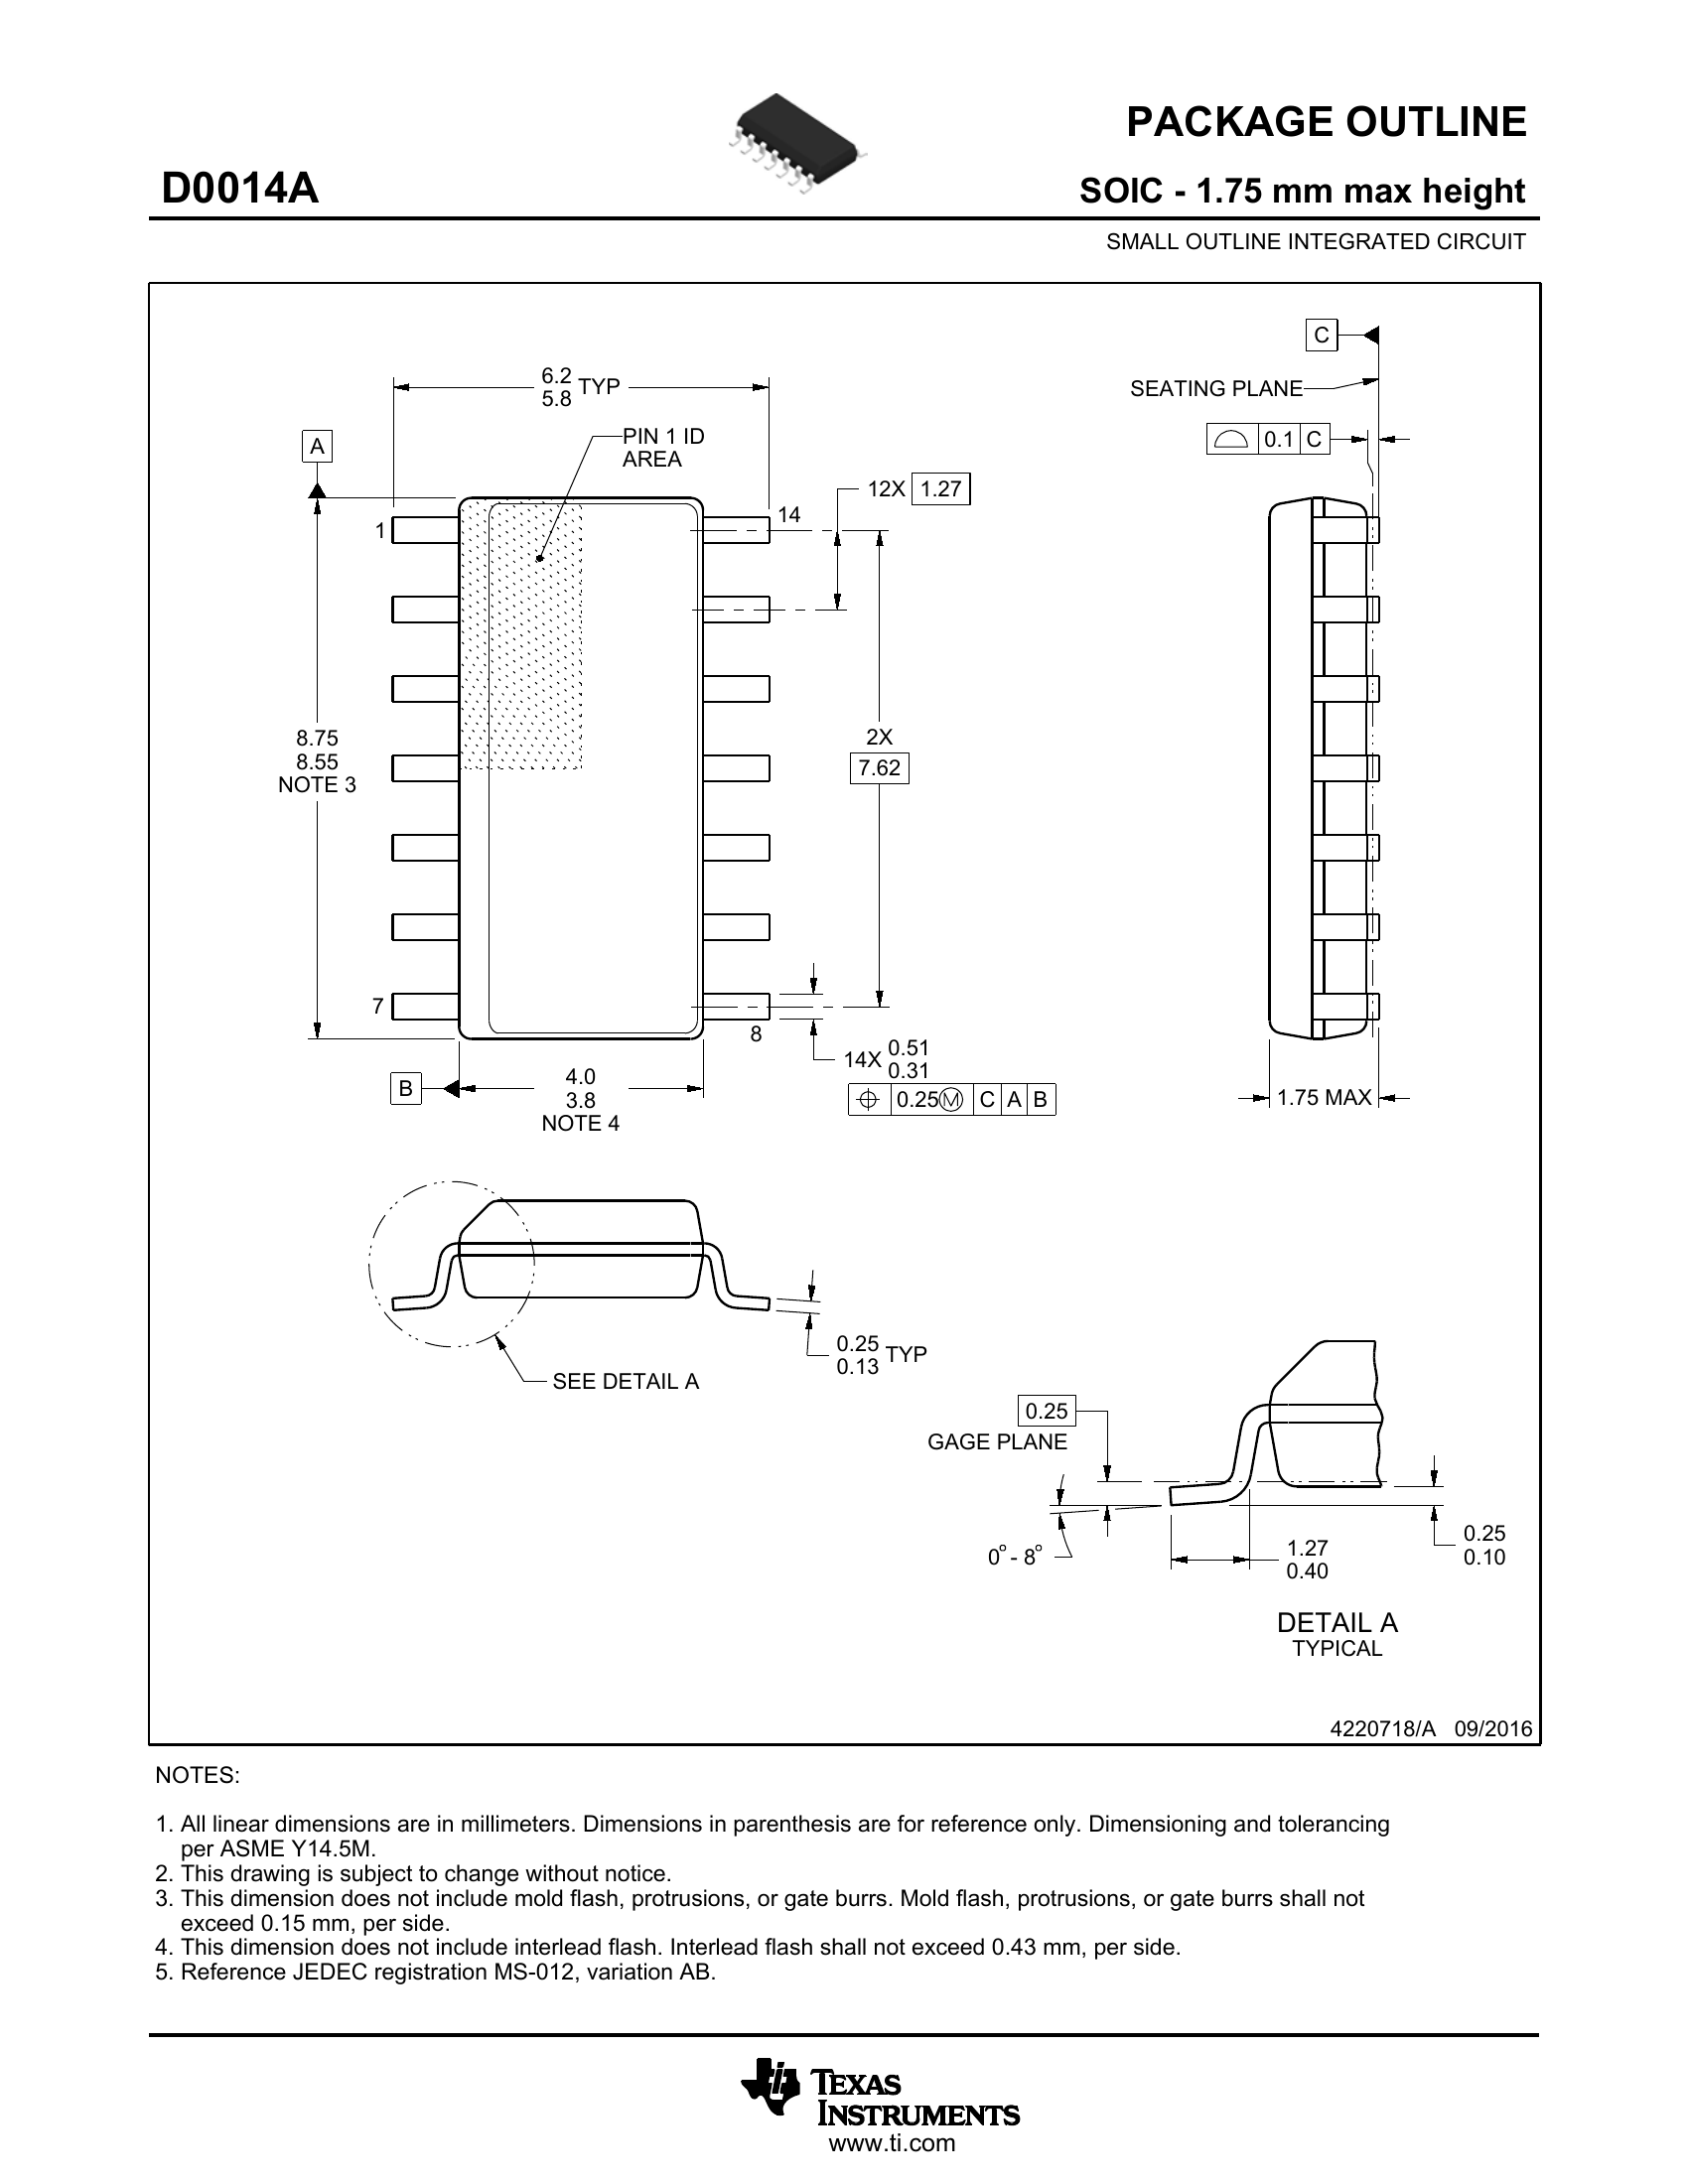 PACKAGE OUTLINE
D0014A
SOIC - 1.75 mm max height
SMALL OUTLINE INTEGRATED CIRCUIT
C
6.2
5.8
TYP
SEATING PLANE
PIN 1 ID
AREA
0.1 C
A
12X 1.27
1
14
8.75
8.55
NOTE 3
2X
7.62
7
8
14X 0.51
0.31
0.25Ⓜ C A B
B
4.0
3.8
NOTE 4
1.75 MAX
0.25
0.13
TYP
SEE DETAIL A
0.25
GAGE PLANE
0°- 8°
1.27
0.40
0.25
0.10
DETAIL A
TYPICAL
4220718/A 09/2016
NOTES:
1. All linear dimensions are in millimeters. Dimensions in parenthesis are for reference only. Dimensioning and tolerancing
per ASME Y14.5M.
2. This drawing is subject to change without notice.
3. This dimension does not include mold flash, protrusions, or gate burrs. Mold flash, protrusions, or gate burrs shall not
exceed 0.15 mm, per side.
4. This dimension does not include interlead flash. Interlead flash shall not exceed 0.43 mm, per side.
5. Reference JEDEC registration MS-012, variation AB.
TEXAS
INSTRUMENTS
www.ti.com